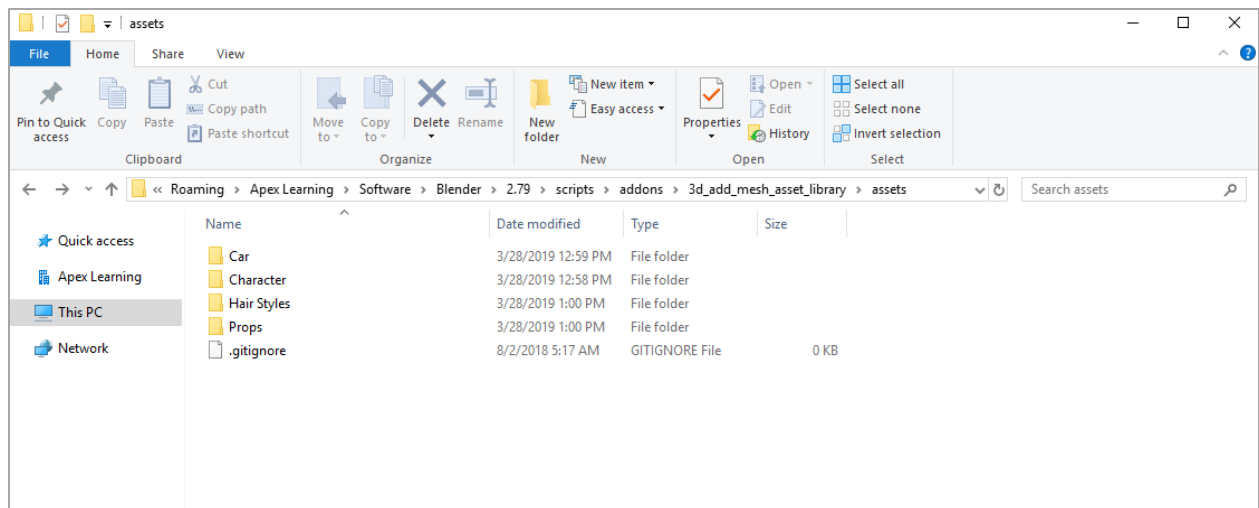 assets
File Home Share View
Pin to Quick access
Copy
Paste
Cut
Copy path
Paste shortcut
Clipboard
Move to
Copy to
Delete
Rename
Organize
New folder
New item
Easy access
New
Properties
Open
Edit
History
Open
Select all
Select none
Invert selection
Select
« Roaming > Apex Learning > Software > Blender > 2.79 > scripts > addons > 3d_add_mesh_asset_library > assets
Search assets
Quick access
Apex Learning
This PC
Network
Name Date modified Type Size
Car 3/28/2019 12:59 PM File folder
Character 3/28/2019 12:58 PM File folder
Hair Styles 3/28/2019 1:00 PM File folder
Props 3/28/2019 1:00 PM File folder
.gitignore 8/2/2018 5:17 AM GITIGNORE File 0 KB